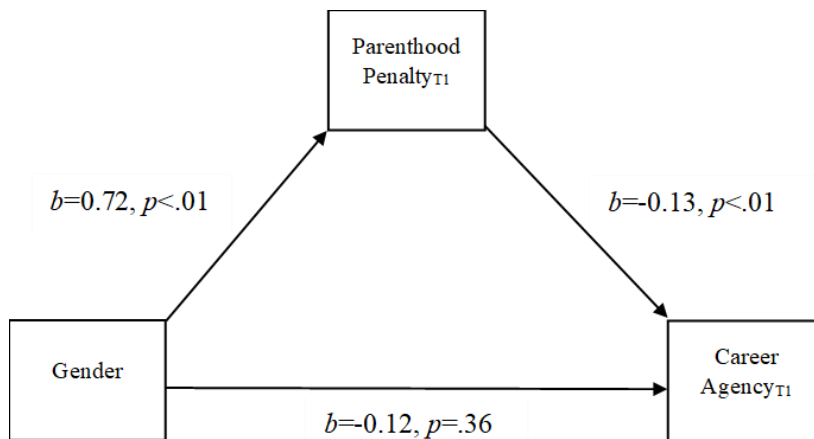 Parenthood
PenaltyT1
b=0.72, p<.01
b=-0.13, p<.01
Gender
Career
AgencyT1
b=-0.12, p=.36